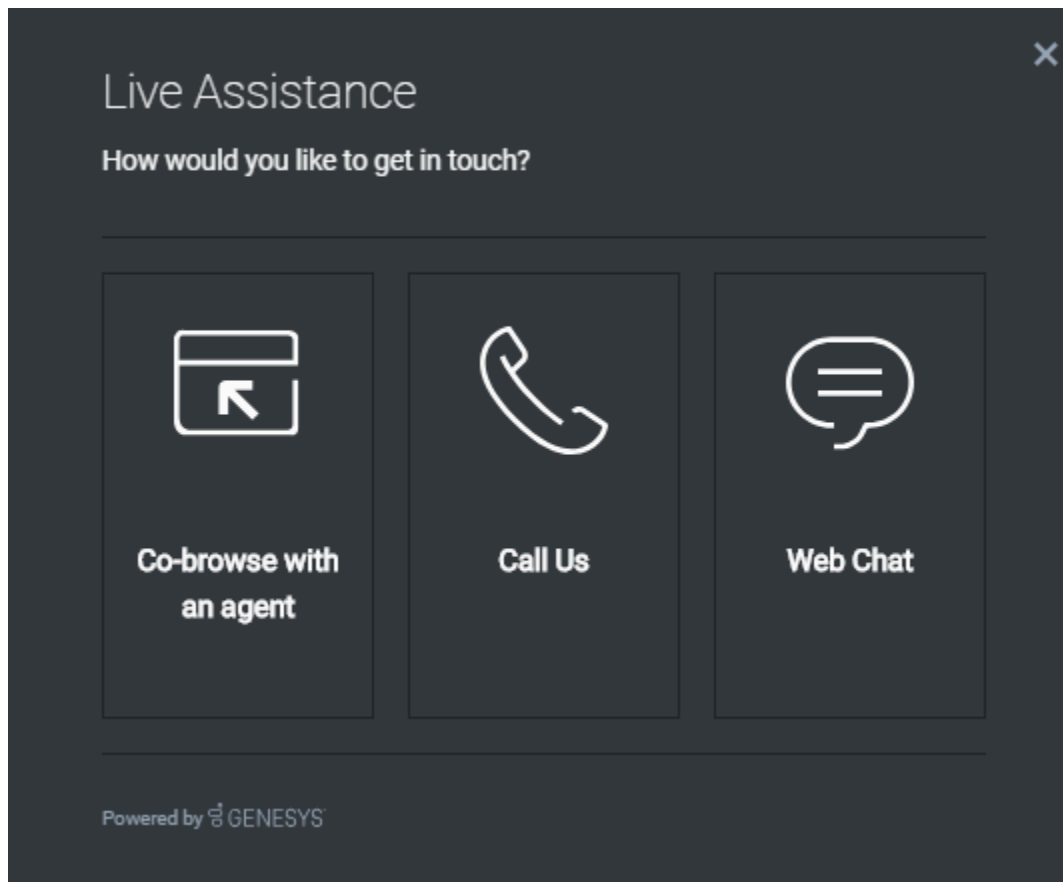 Live Assistance
How would you like to get in touch?
Co-browse with
an agent
Call Us
Web Chat
Powered by GENESYS